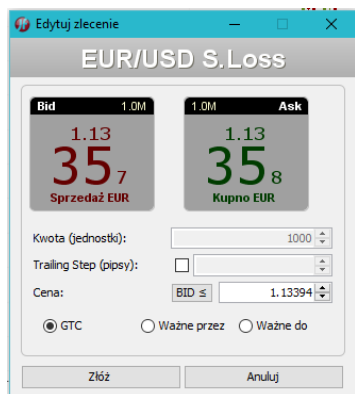 Edytuj zlecenie
EUR/USD S.Loss
Bid 1.0M
1.13
35 7
Sprzedaż EUR
1.0M Ask
1.13
35 8
Kupno EUR
Kwota (jednostki): 1000
Trailing Step (pipsy):
Cena: BID ≤ 1.13394
GTC Ważne przez Ważne do
Złóż Anuluj